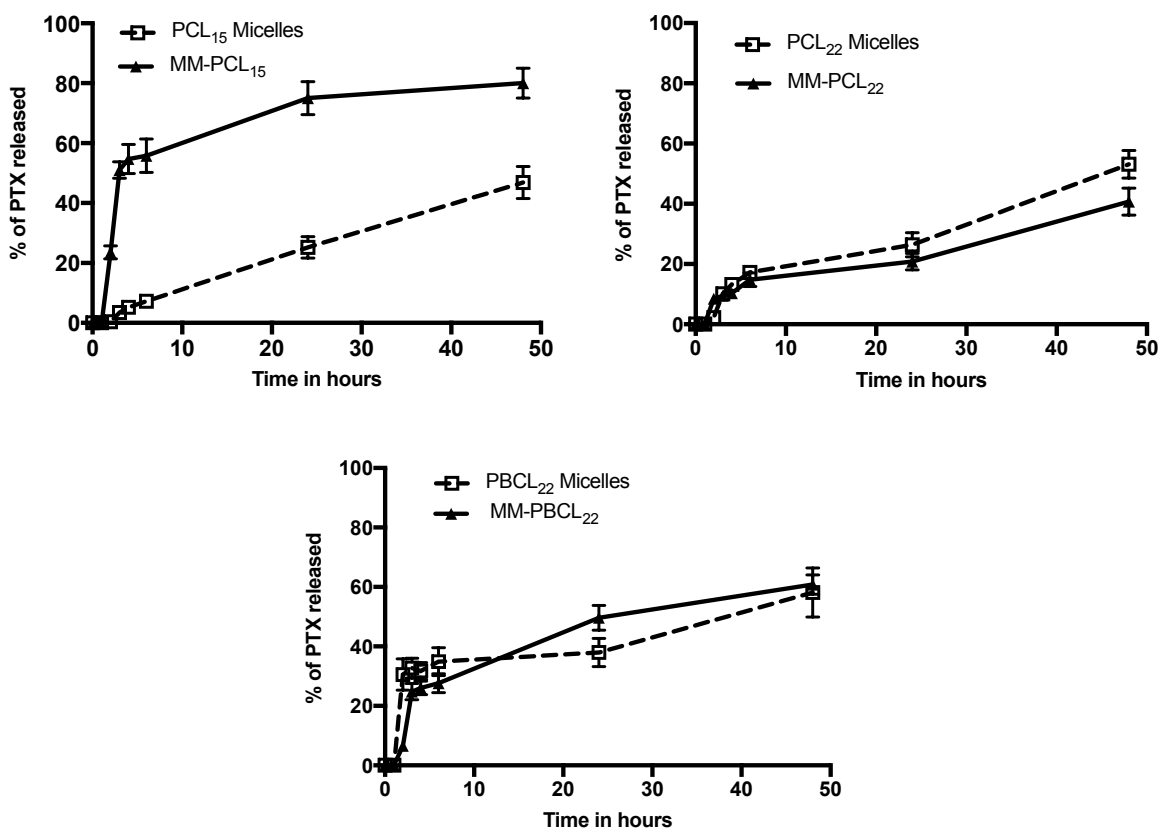 100
80
60
40
20
0
0 10 20 30 40 50
% of PTX released
Time in hours
PCL₁₅ Micelles
MM-PCL₁₅
100
80
60
40
20
0
0 10 20 30 40 50
% of PTX released
Time in hours
PCL₂₂ Micelles
MM-PCL₂₂
100
80
60
40
20
0
0 10 20 30 40 50
% of PTX released
Time in hours
PBCL₂₂ Micelles
MM-PBCL₂₂